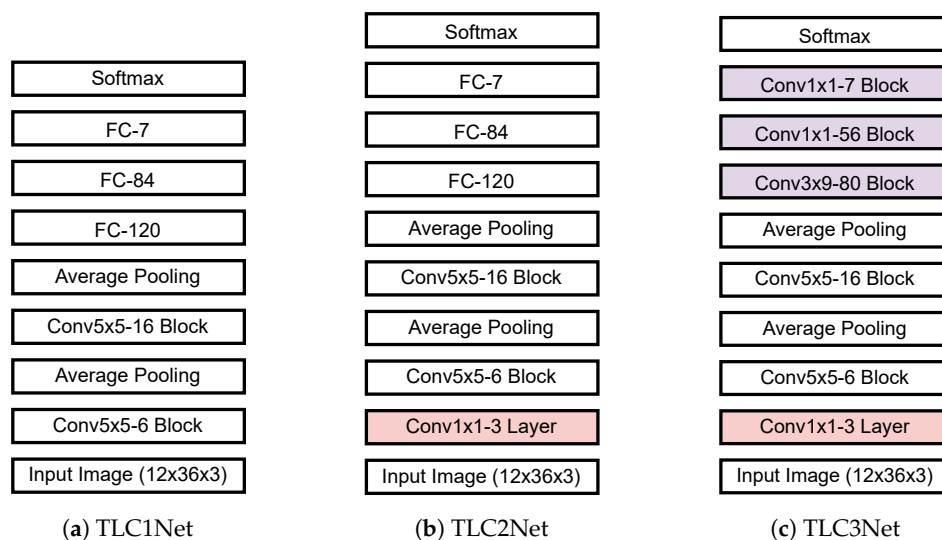 Softmax
FC-7
FC-84
FC-120
Average Pooling
Conv5x5-16 Block
Average Pooling
Conv5x5-6 Block
Input Image (12x36x3)
(a) TLC1Net
Softmax
FC-7
FC-84
FC-120
Average Pooling
Conv5x5-16 Block
Average Pooling
Conv5x5-6 Block
Conv1x1-3 Layer
Input Image (12x36x3)
(b) TLC2Net
Softmax
Conv1x1-7 Block
Conv1x1-56 Block
Conv3x9-80 Block
Average Pooling
Conv5x5-16 Block
Average Pooling
Conv5x5-6 Block
Conv1x1-3 Layer
Input Image (12x36x3)
(c) TLC3Net